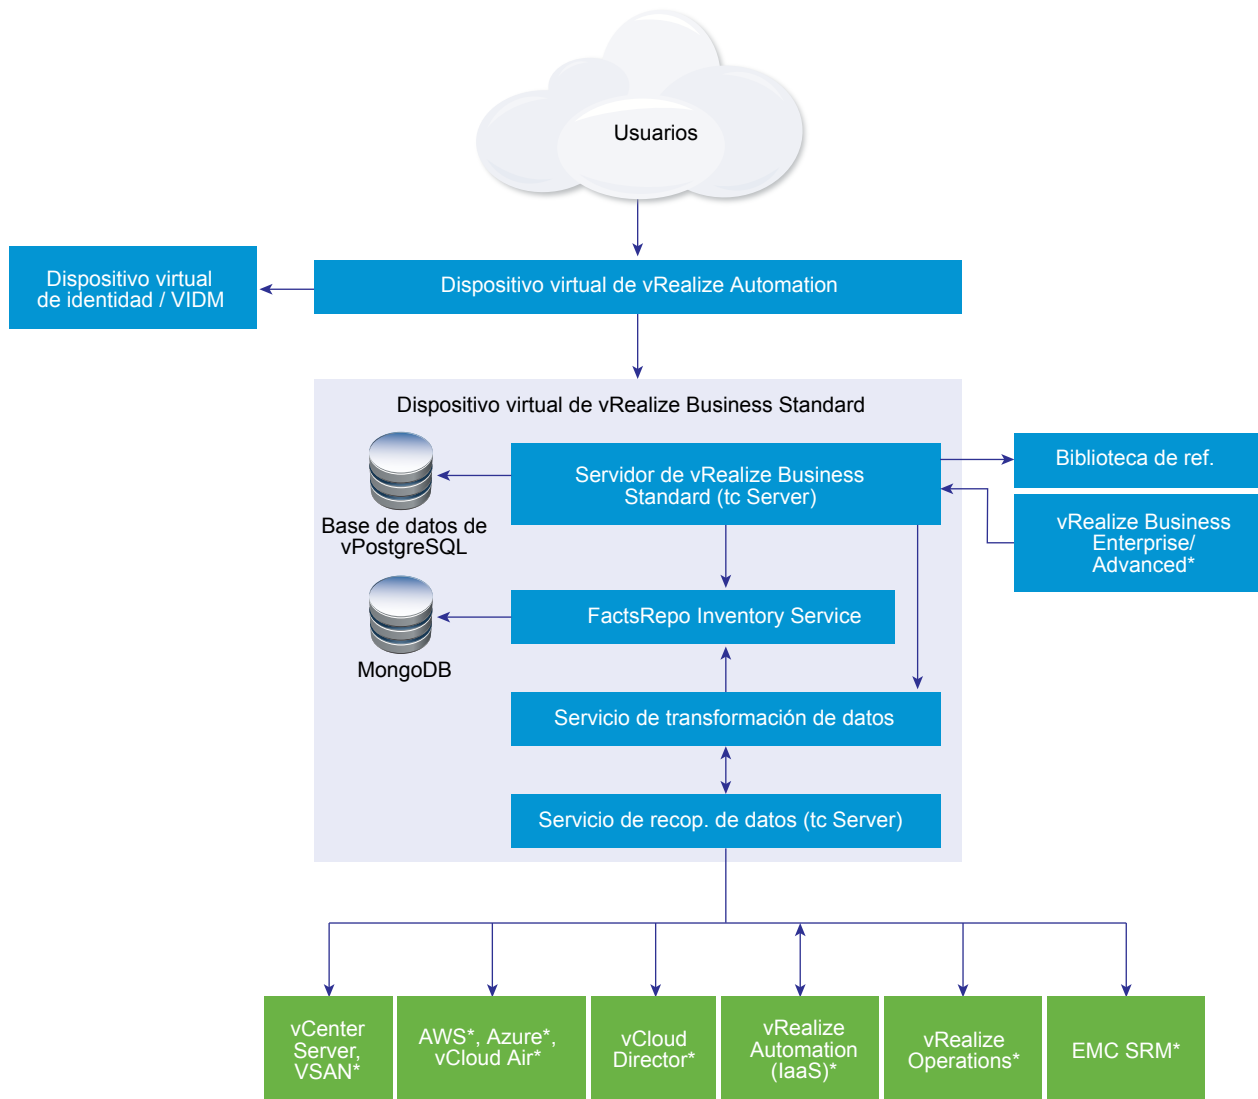 Usuarios
Dispositivo virtual
de identidad / VIDM
Dispositivo virtual de vRealize Automation
Dispositivo virtual de vRealize Business Standard
Servidor de vRealize Business
Standard (tc Server)
Biblioteca de ref.
Base de datos de
vPostgreSQL
vRealize Business
Enterprise/
Advanced*
FactsRepo Inventory Service
MongoDB
Servicio de transformación de datos
Servicio de recop. de datos (tc Server)
vCenter
Server,
VSAN*
AWS*, Azure*,
vCloud Air*
vCloud
Director*
vRealize
Automation
(IaaS)*
vRealize
Operations*
EMC SRM*